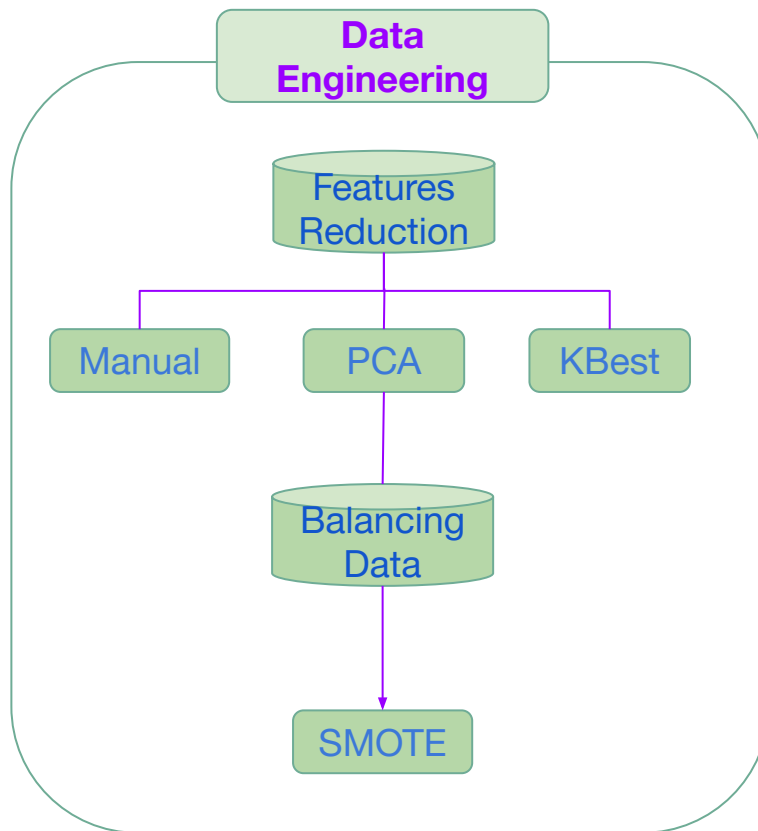 Data
Engineering
Features
Reduction
Manual
PCA
KBest
Balancing
Data
SMOTE